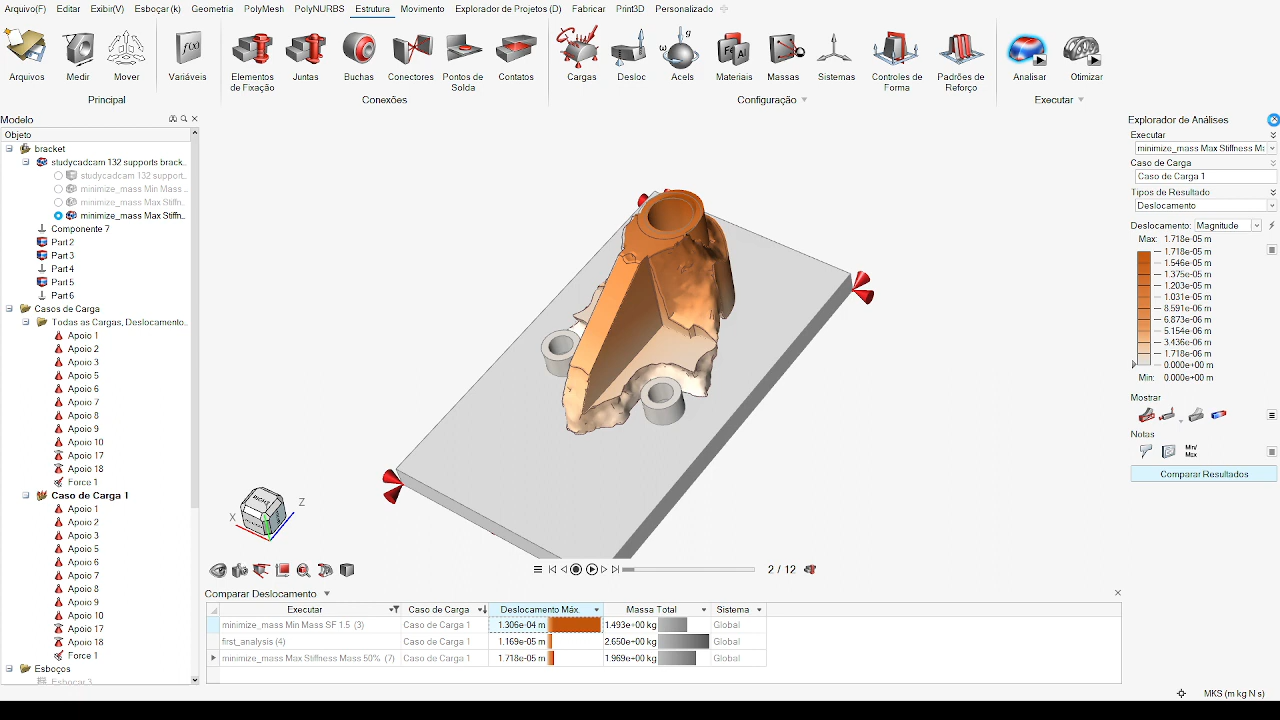 Arquivo(F) Editar Exibir(V) Esboçar (k) Geometria PolyMesh PolyNURBS Estrutura Movimento Explorador de Projetos (D) Fabricar Print3D Personalizado
Arquivos Medir Mover Variáveis Elementos de Fixação Juntas Buchas Conectores Pontos de Solda Contatos Cargas Desloc Acels Materiais Massas Sistemas Controles de Forma Padrões de Reforço Analisar Otimizar
Principal Conexões Configuração Executar
Modelo
Objeto
bracket
studycadcam 132 supports brack..
studycadcam 132 support..
minimize_mass Min Mass ..
minimize_mass Max Stiffn..
minimize_mass Max Stiffn..
Componente 7
Part 2
Part 3
Part 4
Part 5
Part 6
Casos de Carga
Todas as Cargas, Deslocamento..
Apoio 1
Apoio 2
Apoio 3
Apoio 5
Apoio 6
Apoio 7
Apoio 8
Apoio 9
Apoio 10
Apoio 17
Apoio 18
Force 1
Caso de Carga 1
Apoio 1
Apoio 2
Apoio 3
Apoio 5
Apoio 6
Apoio 7
Apoio 8
Apoio 9
Apoio 10
Apoio 17
Apoio 18
Force 1
Esboços
Esboçar 3
X Z
2 / 12
Comparar Deslocamento
Executar Caso de Carga Deslocamento Máx. Massa Total Sistema
minimize_mass Min Mass SF 1.5 (3) Caso de Carga 1 1.306e-04 m 1.493e+00 kg Global
first_analysis (4) Caso de Carga 1 1.169e-05 m 2.650e+00 kg Global
minimize_mass Max Stiffness Mass 50% (7) Caso de Carga 1 1.718e-05 m 1.969e+00 kg Global
Explorador de Análises
Executar
minimize_mass Max Stiffness Ma
Caso de Carga
Caso de Carga 1
Tipos de Resultado
Deslocamento
Deslocamento: Magnitude
Max: 1.718e-05 m
1.718e-05 m
1.546e-05 m
1.375e-05 m
1.203e-05 m
1.031e-05 m
8.591e-06 m
6.873e-06 m
5.154e-06 m
3.436e-06 m
1.718e-06 m
0.000e+00 m
Min: 0.000e+00 m
Mostrar
Notas
Min/
Max
Comparar Resultados
MKS (m kg N s)